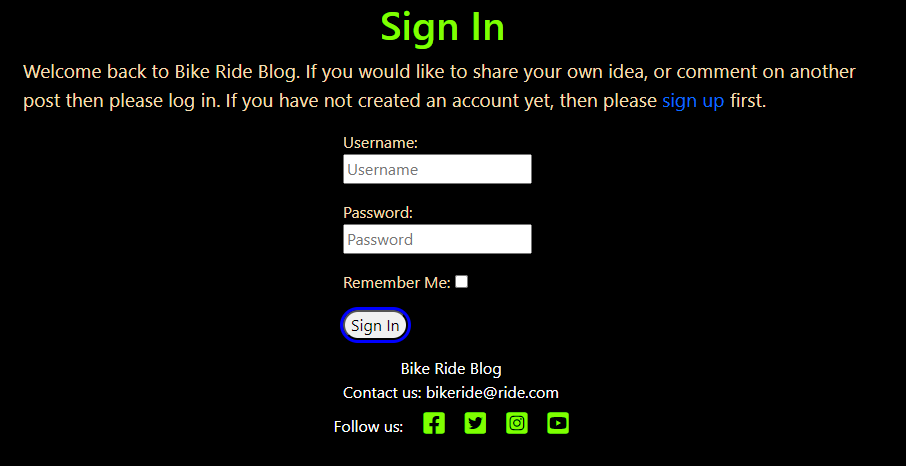 Sign In
Welcome back to Bike Ride Blog. If you would like to share your own idea, or comment on another
post then please log in. If you have not created an account yet, then please sign up first.
Username:
Username
Password:
Password
Remember Me:
Sign In
Bike Ride Blog
Contact us: bikeride@ride.com
Follow us: